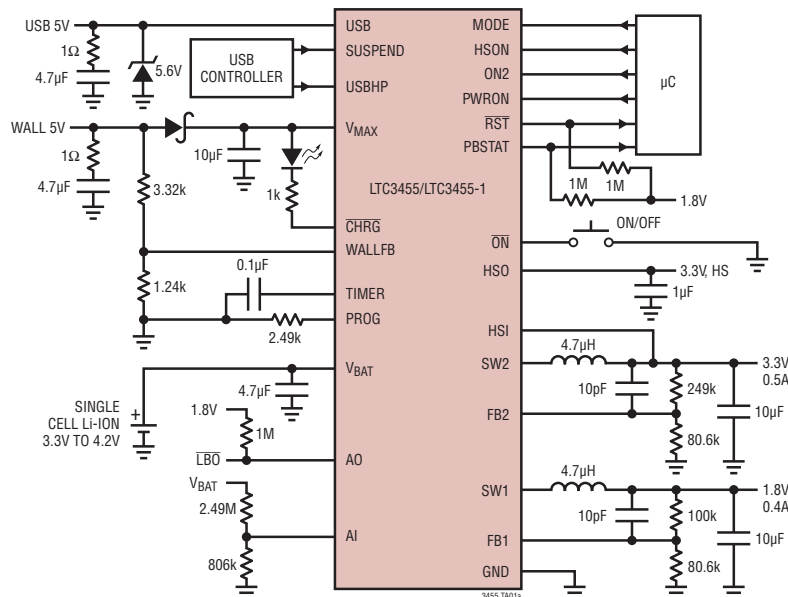 USB 5V
1Ω
4.7µF
5.6V
USB
CONTROLLER
WALL 5V
1Ω
4.7µF
3.32k
1.24k
10µF
1k
0.1µF
2.49k
SINGLE
CELL Li-ION
3.3V TO 4.2V
+
4.7µF
1.8V
1M
LBO
VBAT
2.49M
806k
USB
SUSPEND
USBHP
VMAX
LTC3455/LTC3455-1
CHRG
WALLFB
TIMER
PROG
VBAT
AO
AI
MODE
HSON
ON2
PWRON
RST
PBSTAT
ON
HSO
HSI
SW2
FB2
SW1
FB1
GND
µC
1M
1M
1.8V
ON/OFF
3.3V, HS
1µF
4.7µH
10pF
249k
80.6k
3.3V
0.5A
10µF
4.7µH
10pF
100k
80.6k
1.8V
0.4A
10µF
3455 TA01a